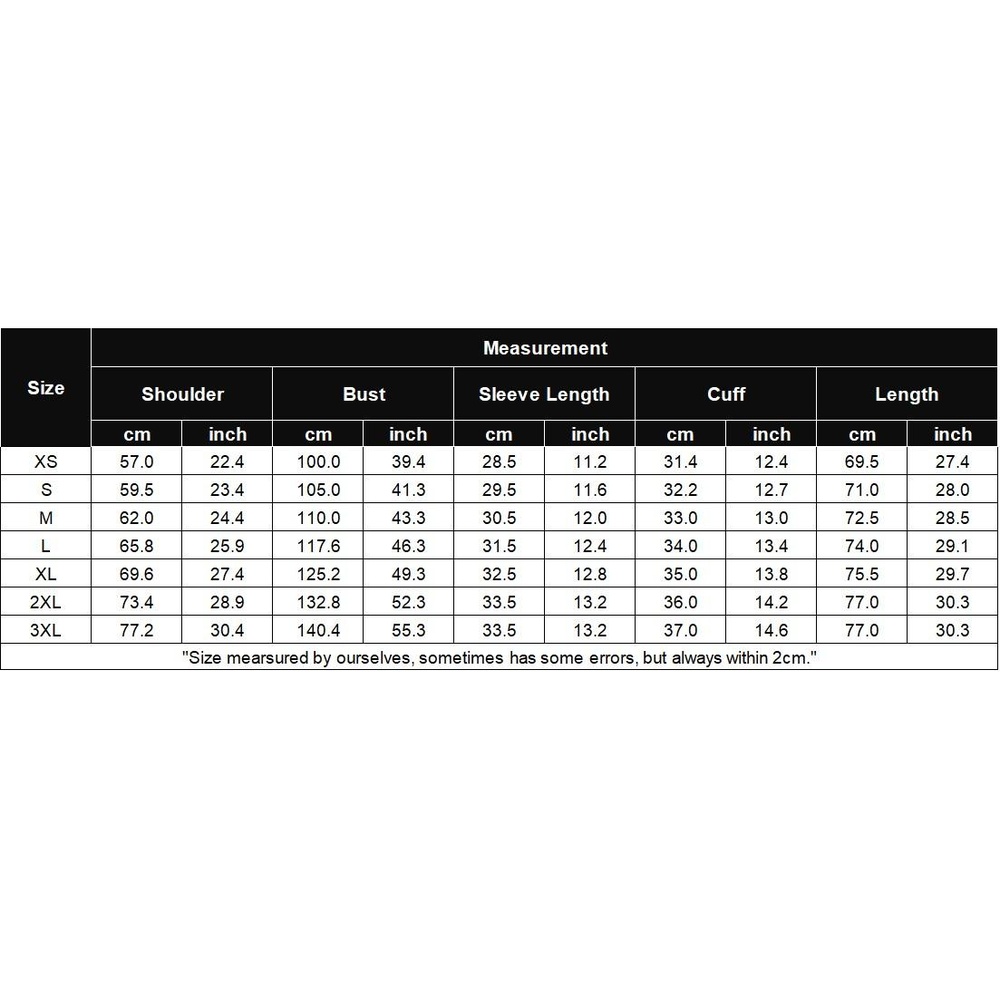 Measurement
Size
Shoulder Bust Sleeve Length Cuff Length
cm inch cm inch cm inch cm inch cm inch
XS 57.0 22.4 100.0 39.4 28.5 11.2 31.4 12.4 69.5 27.4
S 59.5 23.4 105.0 41.3 29.5 11.6 32.2 12.7 71.0 28.0
M 62.0 24.4 110.0 43.3 30.5 12.0 33.0 13.0 72.5 28.5
L 65.8 25.9 117.6 46.3 31.5 12.4 34.0 13.4 74.0 29.1
XL 69.6 27.4 125.2 49.3 32.5 12.8 35.0 13.8 75.5 29.7
2XL 73.4 28.9 132.8 52.3 33.5 13.2 36.0 14.2 77.0 30.3
3XL 77.2 30.4 140.4 55.3 33.5 13.2 37.0 14.6 77.0 30.3
"Size mearsured by ourselves, sometimes has some errors, but always within 2cm."